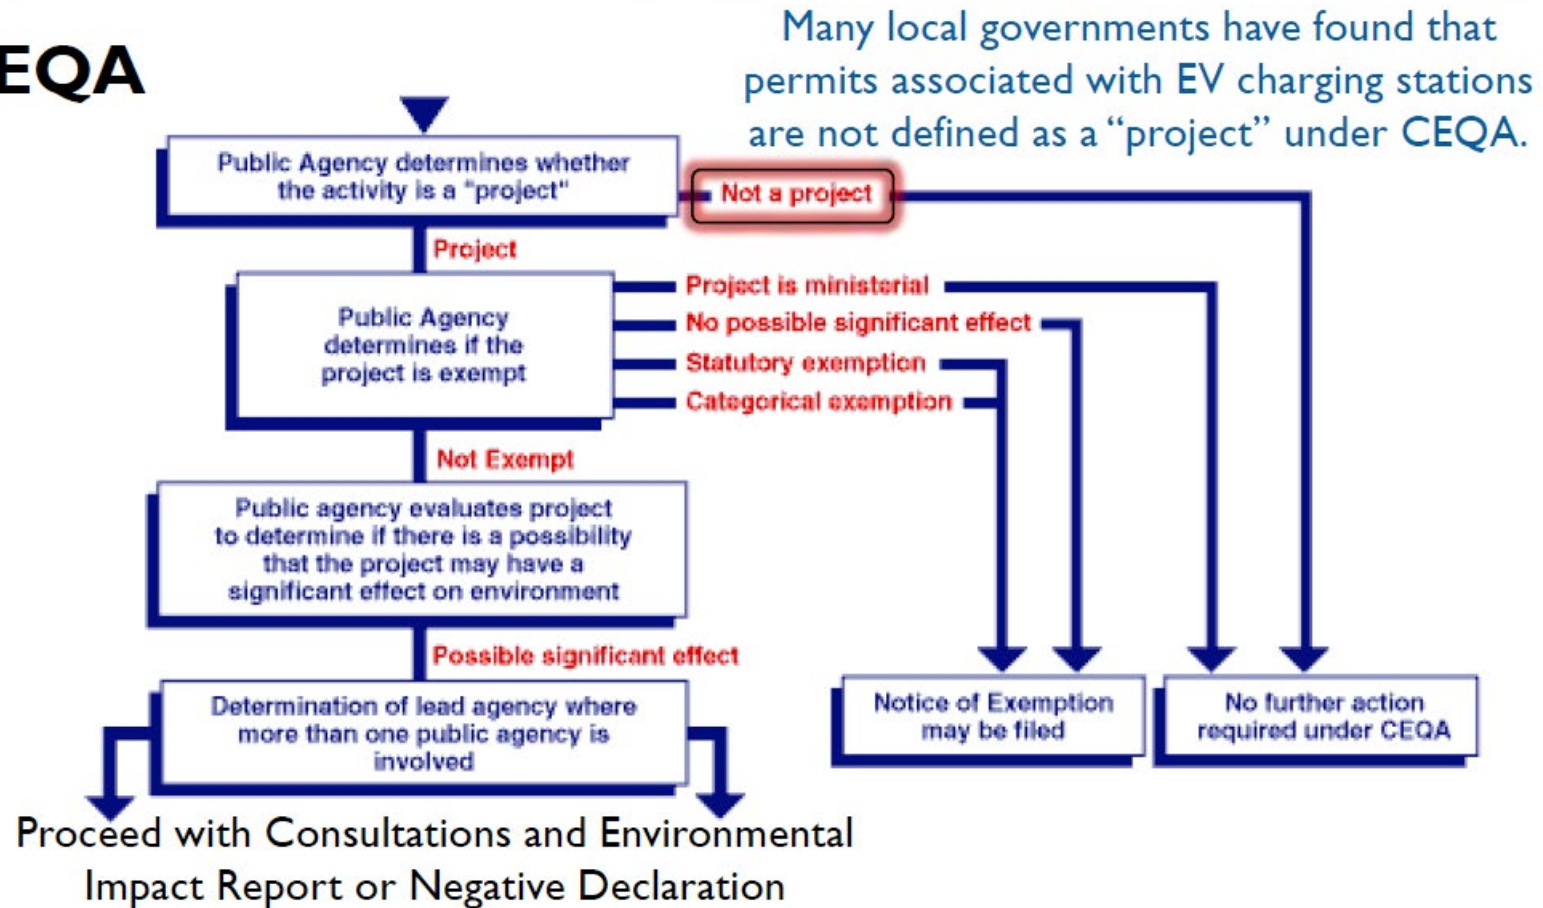 EQA
Many local governments have found that
permits associated with EV charging stations
are not defined as a “project” under CEQA.
Public Agency determines whether
the activity is a "project"
Not a project
Project
Public Agency
determines if the
project is exempt
Project is ministerial
No possible significant effect
Statutory exemption
Categorical exemption
Not Exempt
Public agency evaluates project
to determine if there is a possibility
that the project may have a
significant effect on environment
Possible significant effect
Determination of lead agency where
more than one public agency is
involved
Notice of Exemption
may be filed
No further action
required under CEQA
Proceed with Consultations and Environmental
Impact Report or Negative Declaration